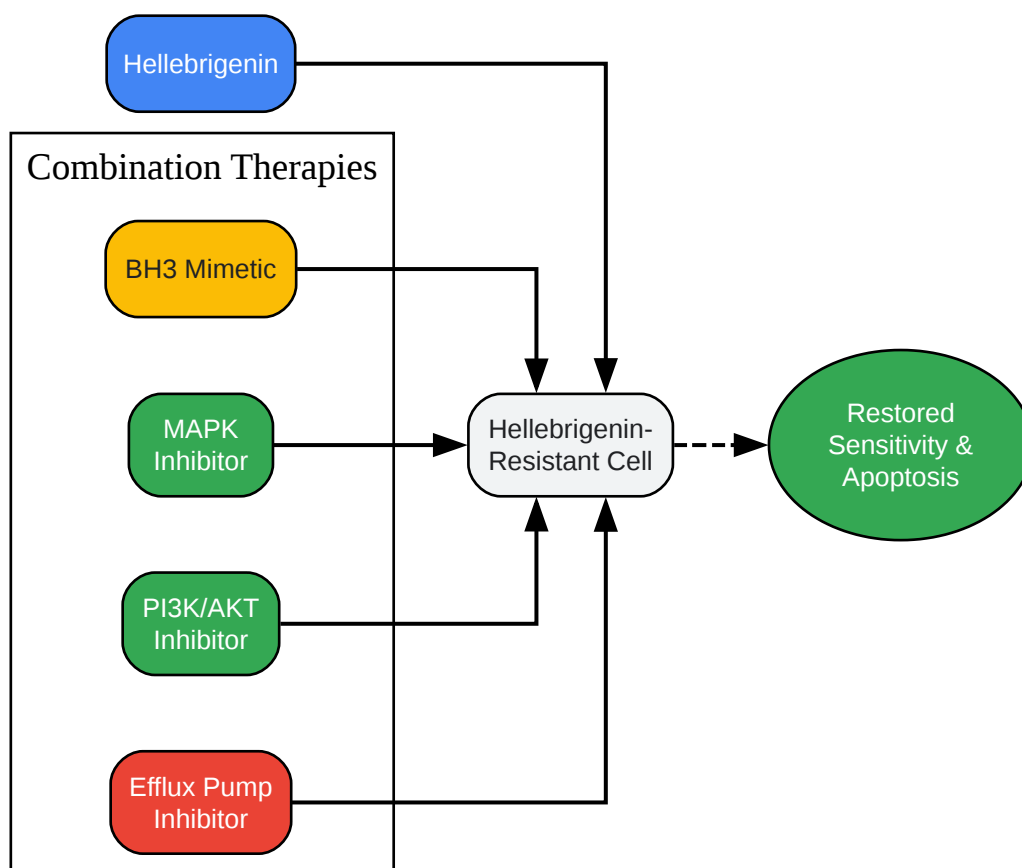 Hellebrigenin
Combination Therapies
BH3 Mimetic
MAPK
Inhibitor
PI3K/AKT
Inhibitor
Efflux Pump
Inhibitor
Hellebrigenin-
Resistant Cell
Restored
Sensitivity &
Apoptosis